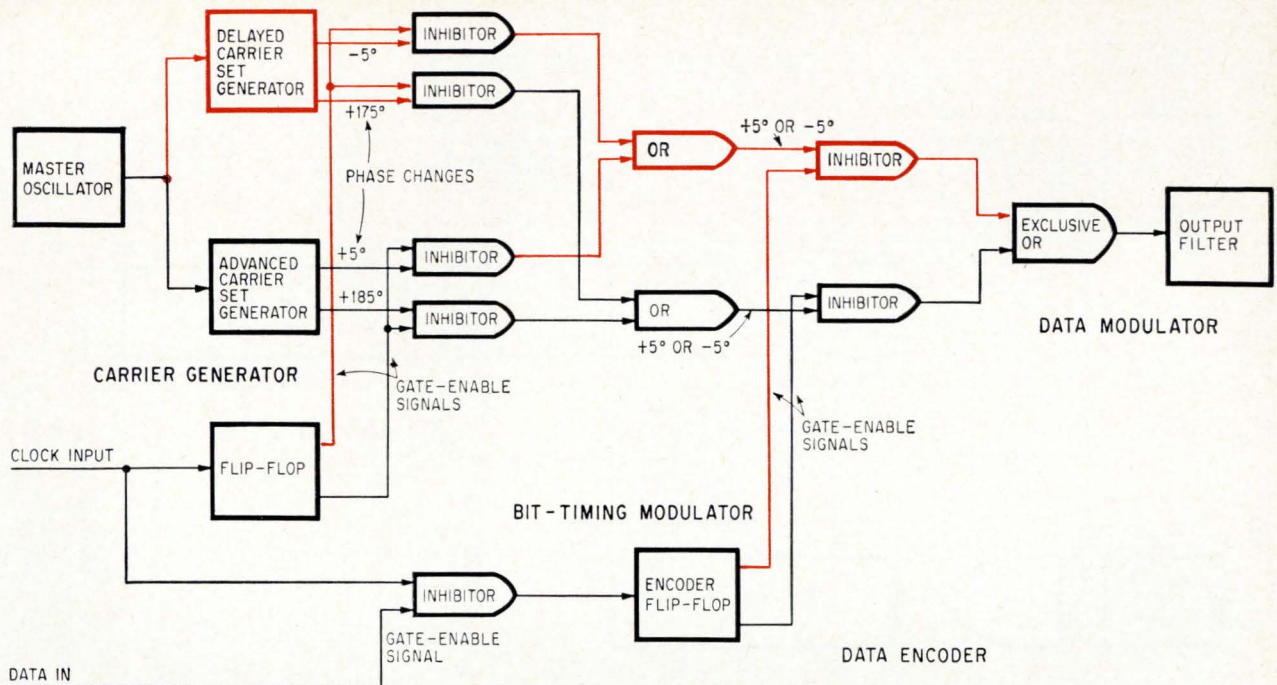 DELAYED
CARRIER
SET
GENERATOR
-5°
+175°
INHIBITOR
INHIBITOR
MASTER
OSCILLATOR
PHASE CHANGES
OR
+5° OR -5°
INHIBITOR
EXCLUSIVE
OR
OUTPUT
FILTER
ADVANCED
CARRIER
SET
GENERATOR
+5°
+185°
INHIBITOR
INHIBITOR
OR
+5° OR -5°
INHIBITOR
DATA MODULATOR
CARRIER GENERATOR
GATE-ENABLE
SIGNALS
GATE-ENABLE
SIGNALS
CLOCK INPUT
FLIP-FLOP
BIT-TIMING MODULATOR
INHIBITOR
ENCODER
FLIP-FLOP
GATE-ENABLE
SIGNAL
DATA ENCODER
DATA IN